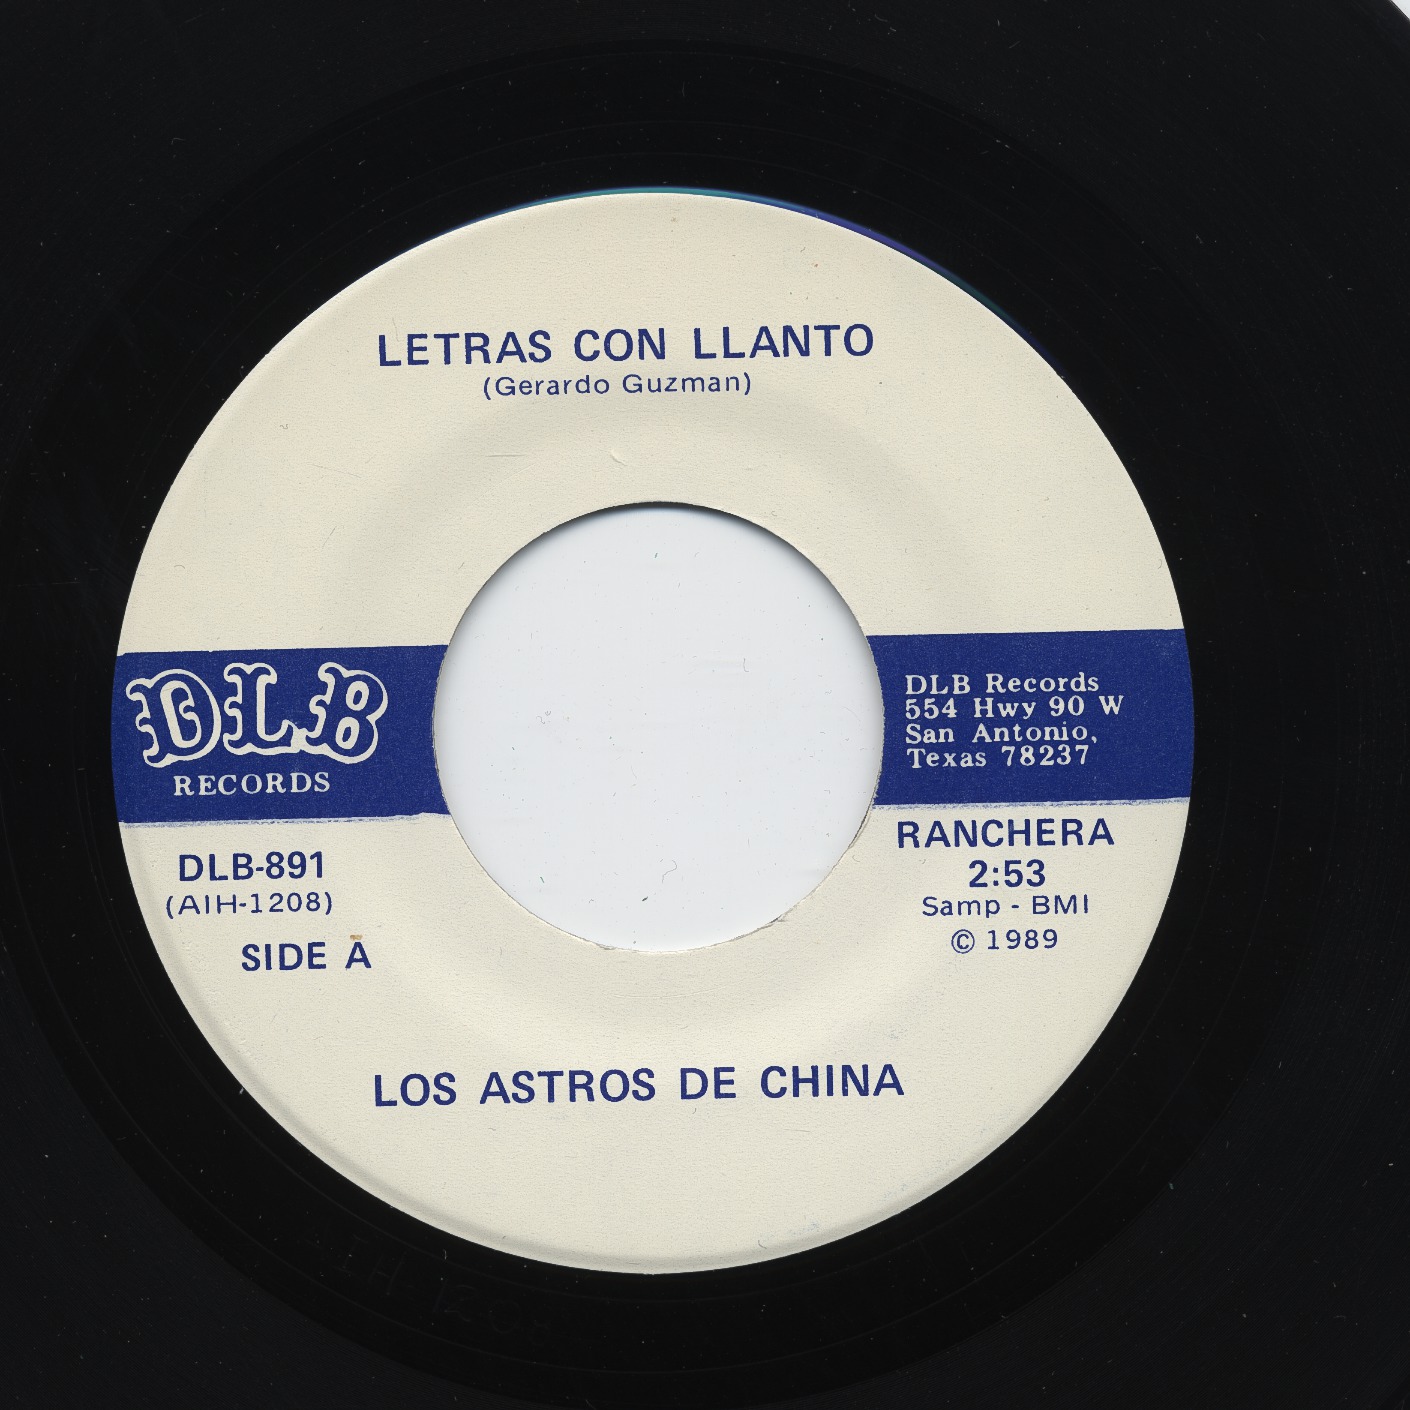 LETRAS CON LLANTO
(Gerardo Guzman)
DLB
RECORDS
DLB Records
554 Hwy 90 W
San Antonio,
Texas 78237
DLB-891
(AIH-1208)
SIDE A
RANCHERA
2:53
Samp - BMI
© 1989
LOS ASTROS DE CHINA